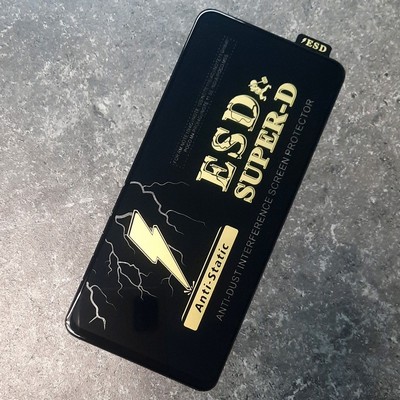 ESD
ESD
SUPER-D
ANTI-DUST INTERFERENCE SCREEN PROTECTOR
Anti-Static